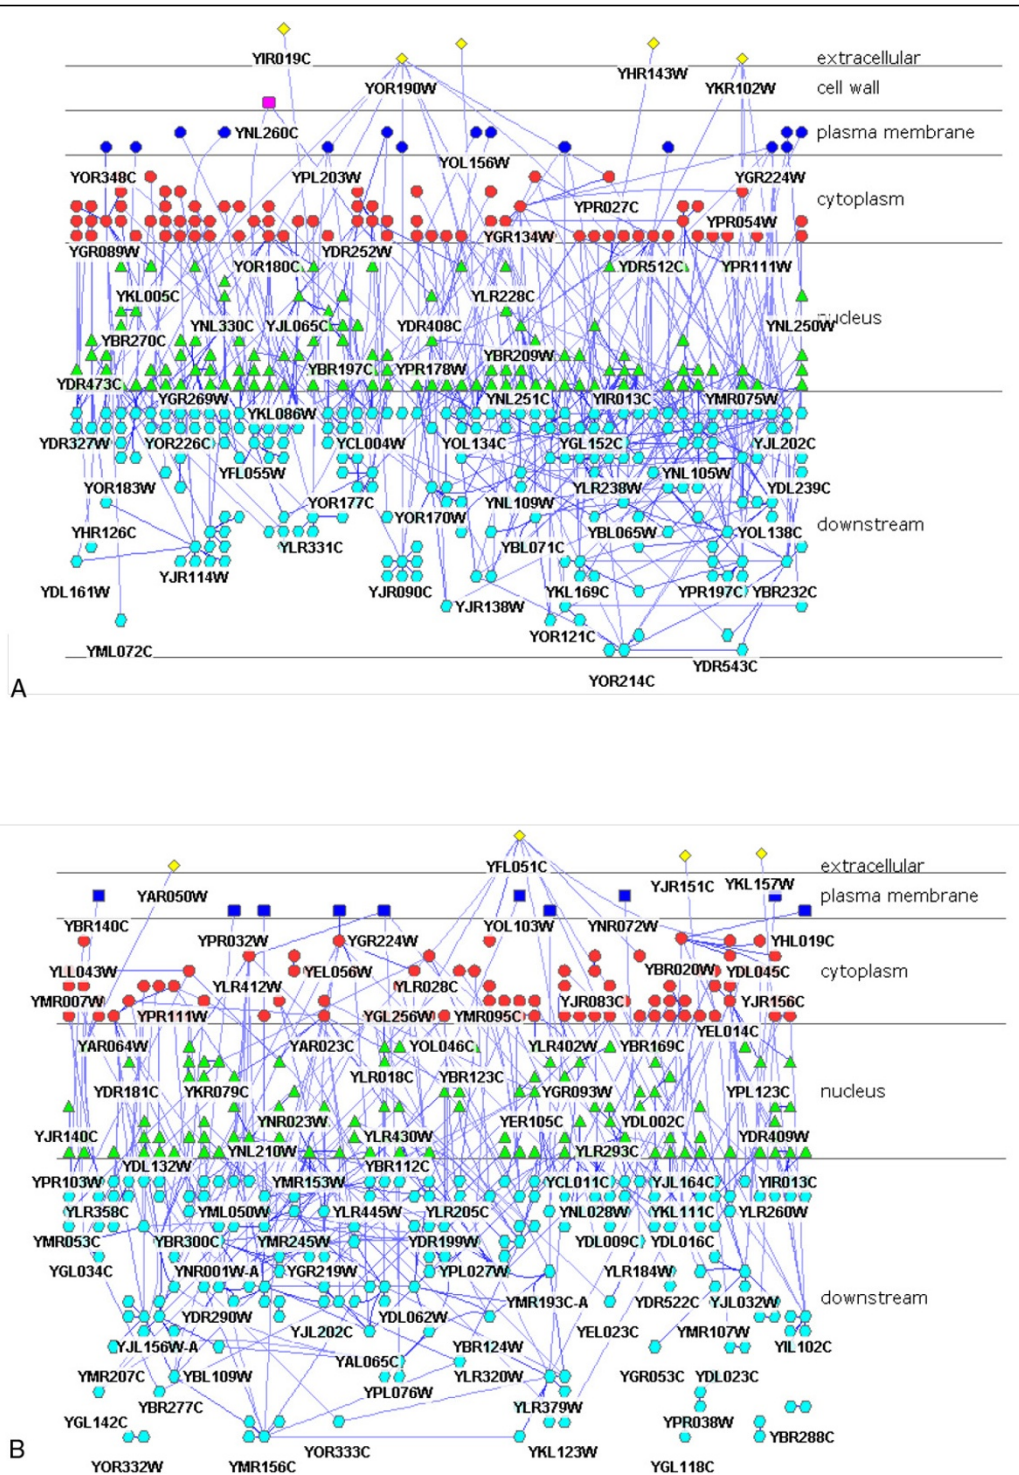 YIR019C
extracellular
YHR143W
YOR190W
YKR102W
cell wall
YNL260C
plasma membrane
YOL156W
YOR348C
YPL203W
YGR224W
cytoplasm
YPR027C
YPR054W
YGR134W
YGR089W
YDR252W
YOR180C
YDR512C
YPR111W
YKL005C
YLR228C
nucleus
YNL330C
YJL065C
YDR408C
YNL250W
YBR270C
YBR209W
YBR197C
YPR178W
YDR473C
YGR269W
YNL251C
YIR013C
YMR075W
YKL086W
YDR327W
YOR226C
YCL004W
YOL134C
YGL152C
YJL202C
YFL055W
YNL105W
YOR183W
YLR238W
YDL239C
YOR177C
YNL109W
YOR170W
downstream
YHR126C
YBL065W
YOL138C
YLR331C
YBL071C
YJR114W
YDL161W
YJR090C
YKL169C
YPR197C
YBR232C
YJR138W
YOR121C
YML072C
YDR543C
YOR214C
A
YFL051C
extracellular
YJR151C
YKL157W
YAR050W
plasma membrane
YBR140C
YOL103W
YNR072W
YPR032W
YGR224W
YHL019C
YLL043W
YEL056W
YBR020W
YDL045C
cytoplasm
YLR412W
YLR028C
YMR007W
YJR083C
YJR156C
YPR111W
YGL256W
YMR095C
YEL014C
YAR064W
YAR023C
YOL046C
YLR402W
YBR169C
YLR018C
YBR123C
YDR181C
YKR079C
YGR093W
YPL123C
nucleus
YNR023W
YER105C
YDL002C
YJR140C
YLR430W
YDR409W
YNL210W
YLR293C
YDL132W
YBR112C
YPR103W
YMR153W
YCL011C
YJL164C
YIR013C
YLR358C
YML050W
YLR445W
YLR205C
YNL028W
YKL111C
YLR260W
YMR053C
YBR300C
YMR245W
YDR199W
YDL009C
YDL016C
YGL034C
YNR001W-A
YGR219W
YPL027W
YLR184W
YMR193C-A
YDR522C
YJL032W
downstream
YDR290W
YDL062W
YJL202C
YEL023C
YMR107W
YJL156W-A
YBR124W
YIL102C
YAL065C
YMR207C
YBL109W
YLR320W
YGR053C
YDL023C
YPL076W
YBR277C
YLR379W
YGL142C
YPR038W
YOR333C
YKL123W
YBR288C
B
YOR332W
YMR156C
YGL118C